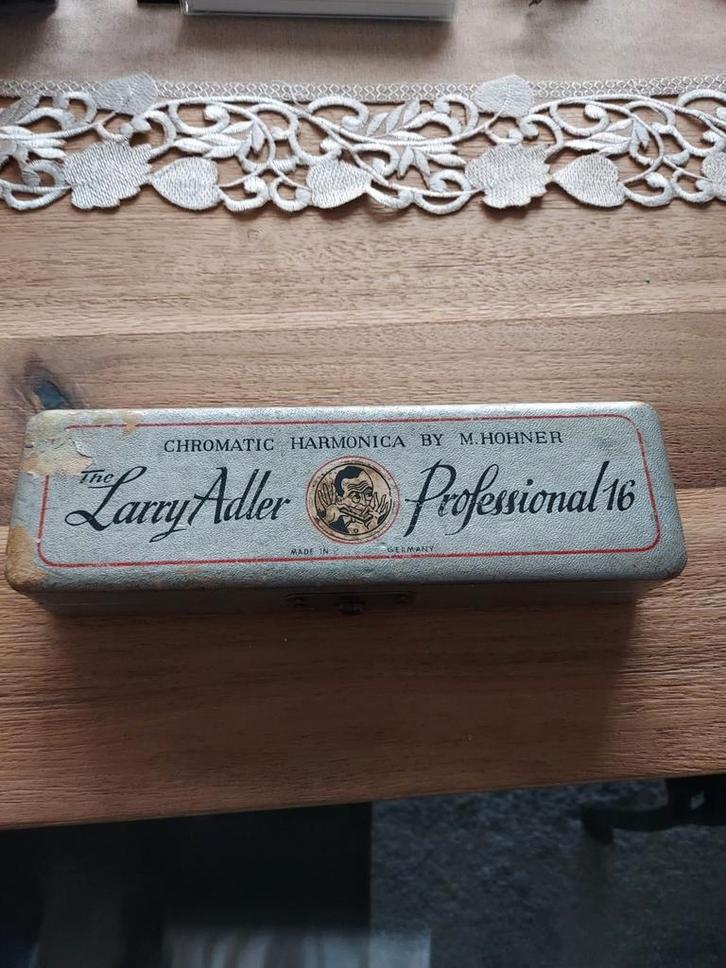 CHROMATIC HARMONICA BY M. HOHNER
The Larry Adler Professional 16
MADE IN GERMANY